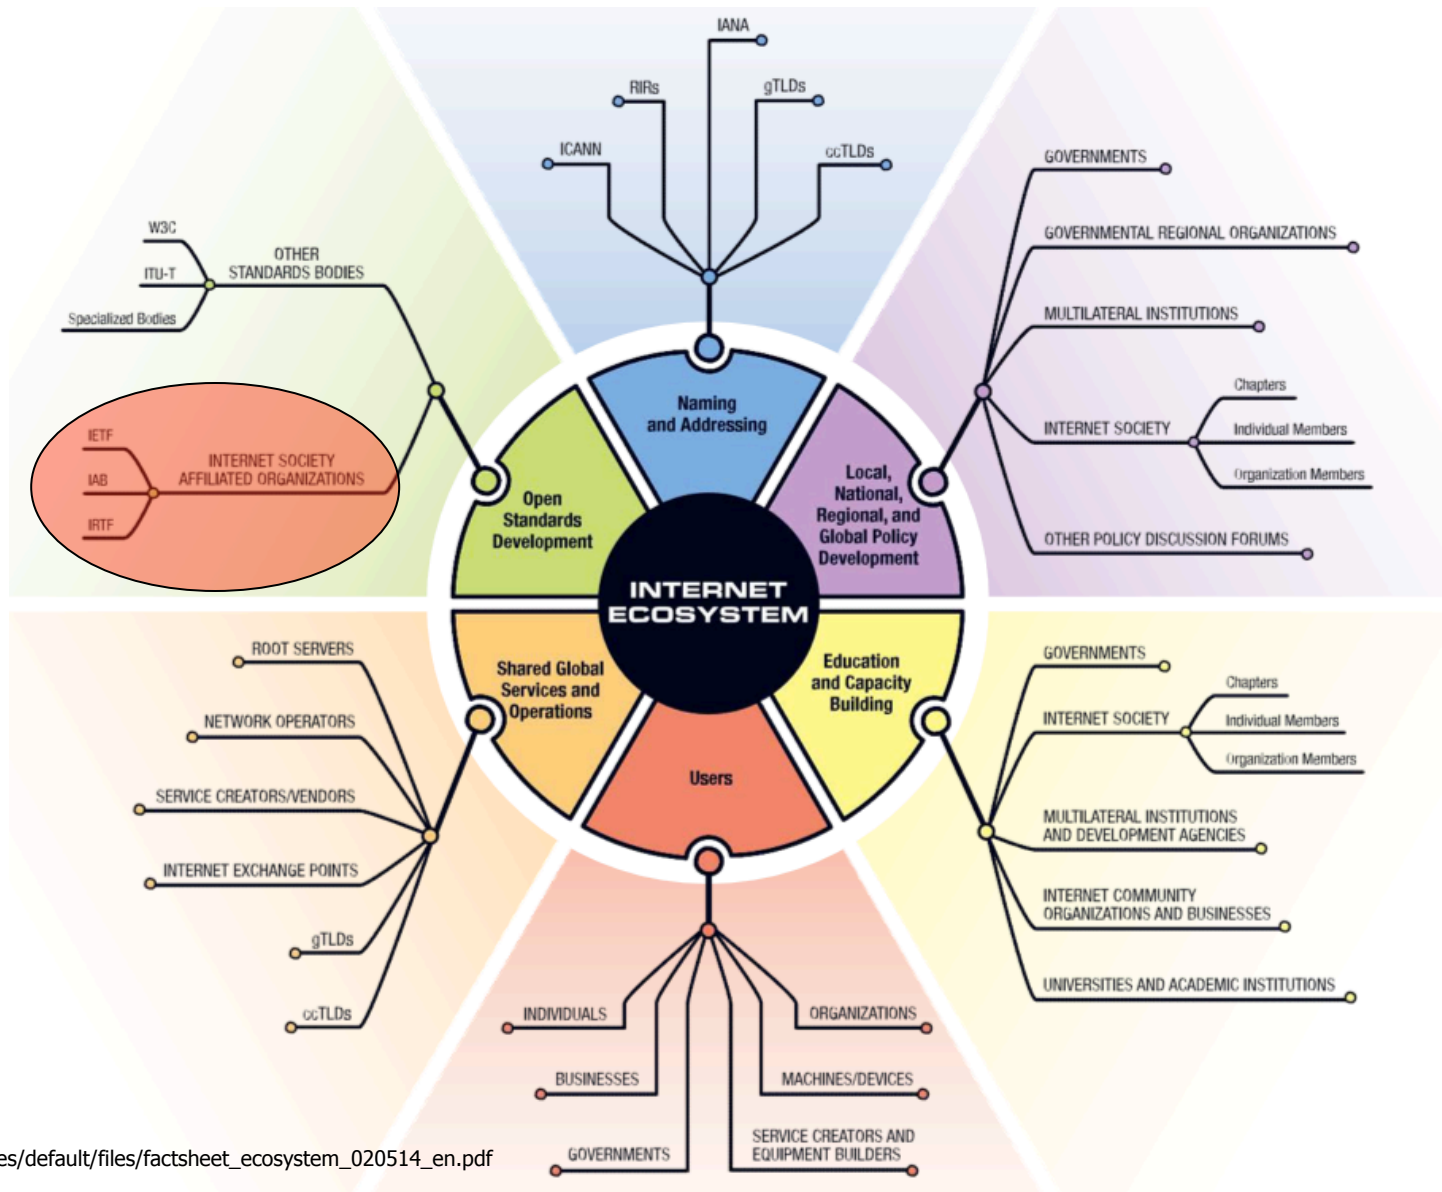 IANA
RIRs
gTLDs
ICANN
ccTLDs
W3C
ITU-T
Specialized Bodies
OTHER
STANDARDS BODIES
IETF
IAB
IRTF
INTERNET SOCIETY
AFFILIATED ORGANIZATIONS
GOVERNMENTS
GOVERNMENTAL REGIONAL ORGANIZATIONS
MULTILATERAL INSTITUTIONS
INTERNET SOCIETY
Chapters
Individual Members
Organization Members
OTHER POLICY DISCUSSION FORUMS
Naming
and Addressing
Open
Standards
Development
Local,
National,
Regional, and
Global Policy
Development
INTERNET
ECOSYSTEM
Shared Global
Services and
Operations
Education
and Capacity
Building
Users
ROOT SERVERS
NETWORK OPERATORS
SERVICE CREATORS/VENDORS
INTERNET EXCHANGE POINTS
gTLDs
ccTLDs
GOVERNMENTS
INTERNET SOCIETY
Chapters
Individual Members
Organization Members
MULTILATERAL INSTITUTIONS
AND DEVELOPMENT AGENCIES
INTERNET COMMUNITY
ORGANIZATIONS AND BUSINESSES
UNIVERSITIES AND ACADEMIC INSTITUTIONS
INDIVIDUALS
BUSINESSES
GOVERNMENTS
ORGANIZATIONS
MACHINES/DEVICES
SERVICE CREATORS AND
EQUIPMENT BUILDERS
es/default/files/factsheet_ecosystem_020514_en.pdf